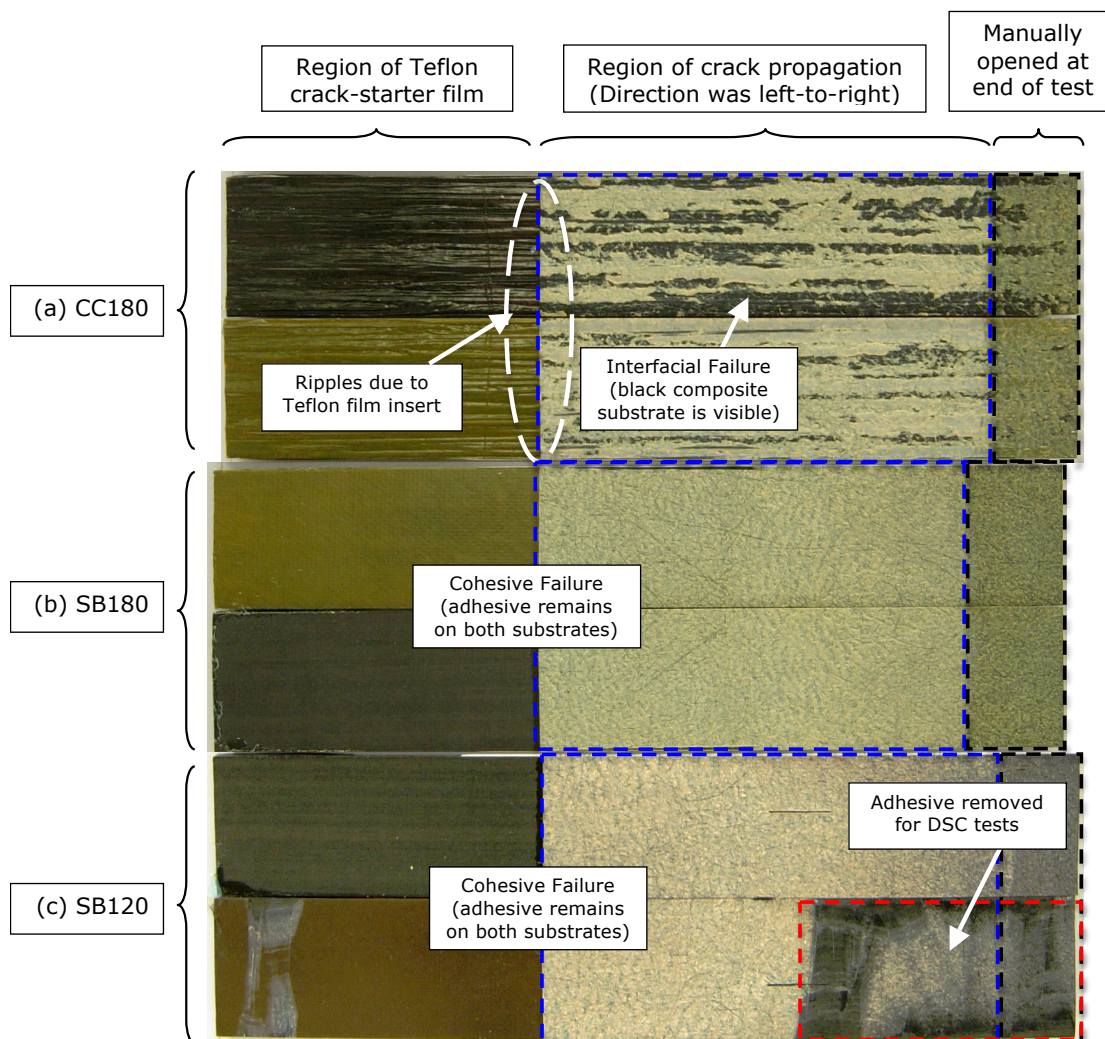 Region of Teflon
crack-starter film
Region of crack propagation
(Direction was left-to-right)
Manually
opened at
end of test
(a) CC180
Ripples due to
Teflon film insert
Interfacial Failure
(black composite
substrate is visible)
(b) SB180
Cohesive Failure
(adhesive remains
on both substrates)
(c) SB120
Adhesive removed
for DSC tests
Cohesive Failure
(adhesive remains
on both substrates)